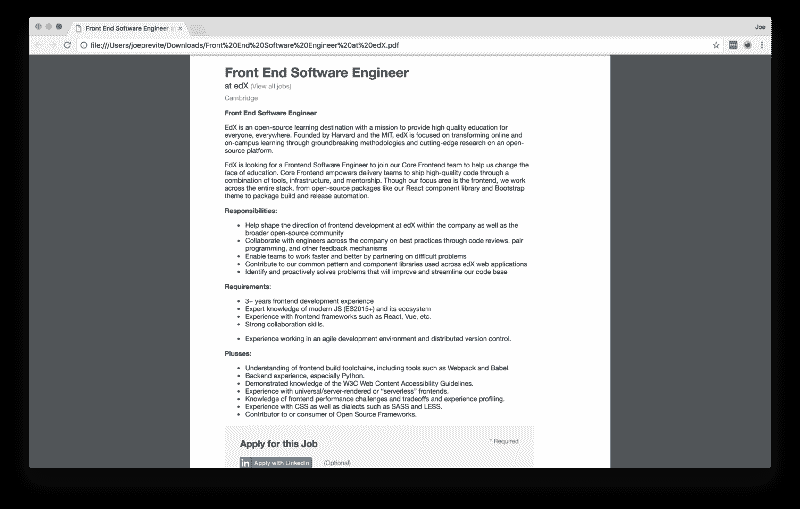 Front End Software Engineer
Joe
file:///Users/joeprevite/Downloads/Front%20End%20Software%20Engineer%20at%20edX.pdf
Front End Software Engineer
at edX (View all jobs)
Cambridge
Front End Software Engineer
EdX is an open-source learning destination with a mission to provide high quality education for
everyone, everywhere. Founded by Harvard and the MIT, edX is focused on transforming online and
on-campus learning through groundbreaking methodologies and cutting-edge research on an open-
source platform.
EdX is looking for a Frontend Software Engineer to join our Core Frontend team to help us change the
face of education. Core Frontend empowers delivery teams to ship high-quality code through a
combination of tools, infrastructure, and mentorship. Though our focus area is the frontend, we work
across the entire stack, from open-source packages like our React component library and Bootstrap
theme to package build and release automation.
Responsibilities:
• Help shape the direction of frontend development at edX within the company as well as the
broader open-source community
• Collaborate with engineers across the company on best practices through code reviews, pair
programming, and other feedback mechanisms
• Enable teams to work faster and better by partnering on difficult problems
• Contribute to our common pattern and component libraries used across edX web applications
• Identify and proactively solves problems that will improve and streamline our code base
Requirements:
• 3+ years frontend development experience
• Expert knowledge of modern JS (ES2015+) and its ecosystem
• Experience with frontend frameworks such as React, Vue, etc.
• Strong collaboration skills.
• Experience working in an agile development environment and distributed version control.
Plusses:
• Understanding of frontend build toolchains, including tools such as Webpack and Babel
• Backend experience, especially Python.
• Demonstrated knowledge of the W3C Web Content Accessibility Guidelines.
• Experience with universal/server-rendered or "serverless" frontends.
• Knowledge of frontend performance challenges and tradeoffs and experience profiling.
• Experience with CSS as well as dialects such as SASS and LESS.
• Contributor to or consumer of Open Source Frameworks.
Apply for this Job
* Required
in Apply with LinkedIn (Optional)